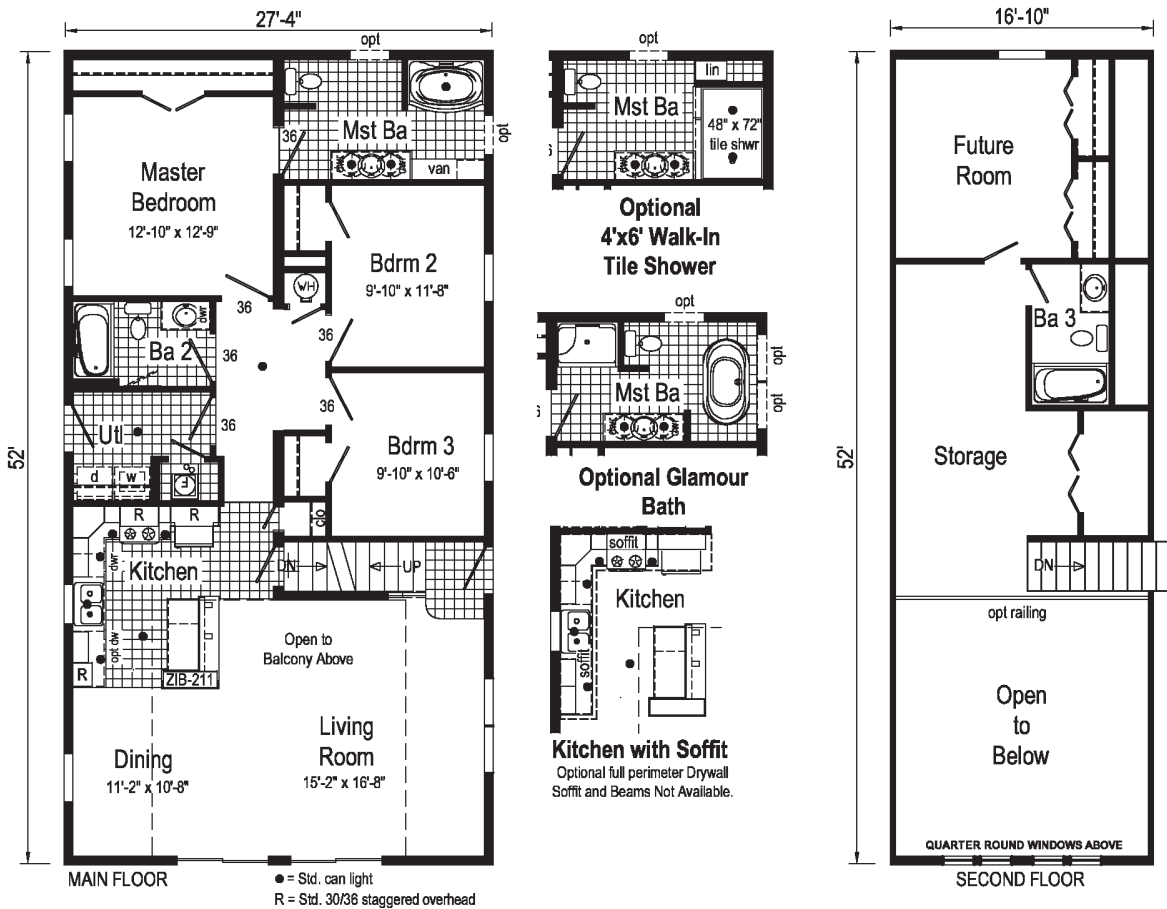 27'-4"
opt
52'
Master
Bedroom
12'-10" x 12'-9"
36
Mst Ba
opt
van
Bdrm 2
9'-10" x 11'-8"
WH
36
36
dwr
Ba 2
36
36
36
Utl
d
w
F
Bdrm 3
9'-10" x 10'-6"
R
R
clo
dwr
Kitchen
DN
UP
opt dw
R
ZIB-211
Open to
Balcony Above
Dining
11'-2" x 10'-8"
Living
Room
15'-2" x 16'-8"
MAIN FLOOR
● = Std. can light
R = Std. 30/36 staggered overhead
opt
lin
Mst Ba
48" x 72"
tile shwr
Optional
4'x6' Walk-In
Tile Shower
opt
opt
opt
Mst Ba
Optional Glamour
Bath
soffit
Kitchen
soffit
Kitchen with Soffit
Optional full perimeter Drywall
Soffit and Beams Not Available.
16'-10"
52'
Future
Room
Ba 3
Storage
DN
opt railing
Open
to
Below
QUARTER ROUND WINDOWS ABOVE
SECOND FLOOR